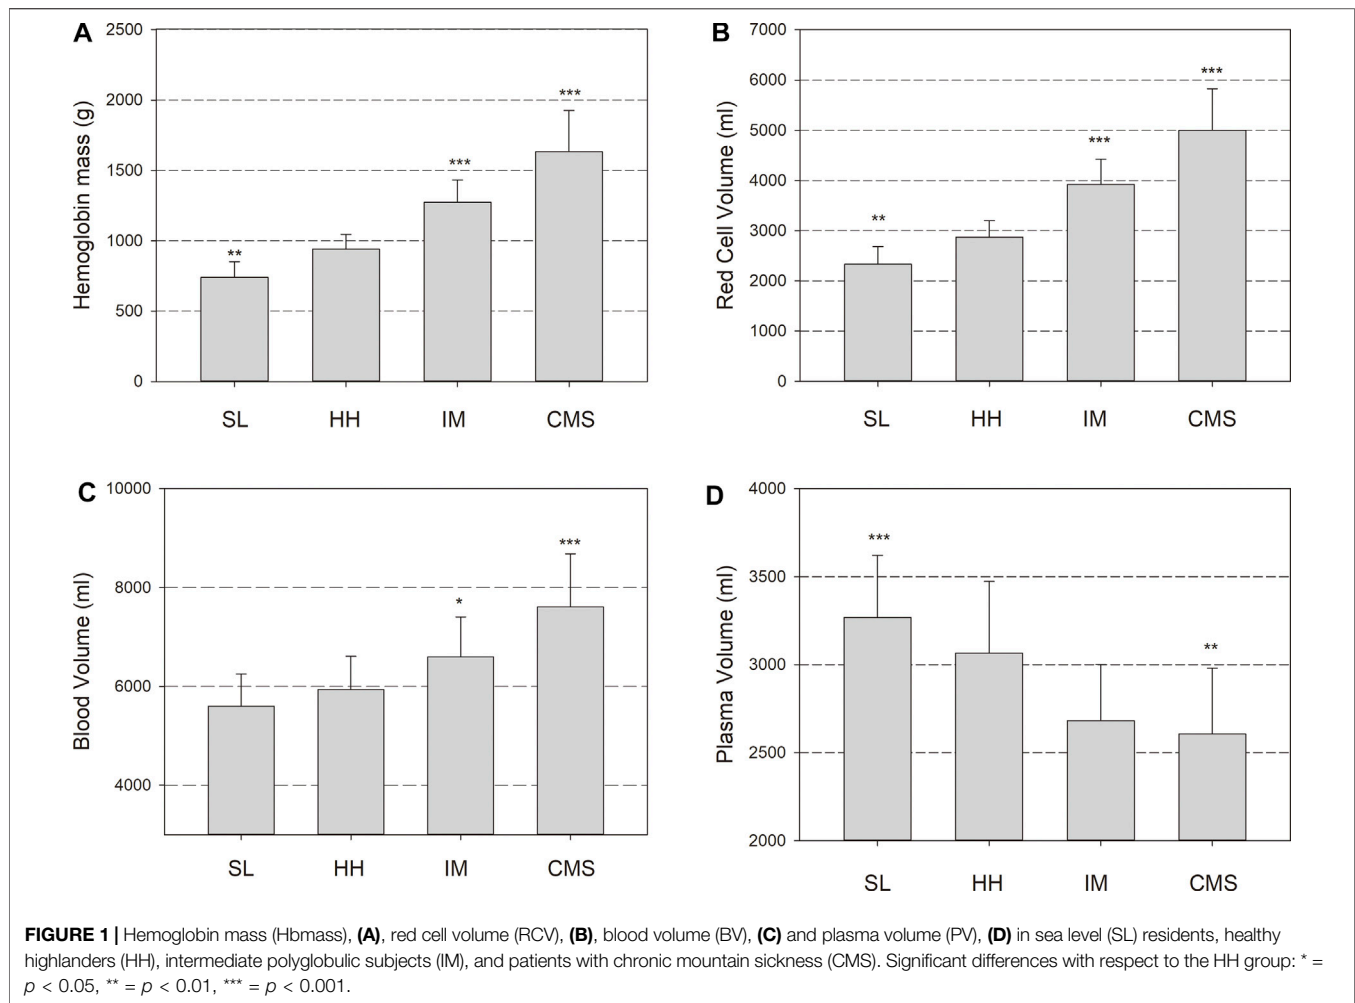 A
Hemoglobin mass (g)
2500
2000
1500
1000
500
0
**
***
***
SL HH IM CMS
B
Red Cell Volume (ml)
7000
6000
5000
4000
3000
2000
1000
0
**
***
***
SL HH IM CMS
C
Blood Volume (ml)
10000
8000
6000
4000
*
***
SL HH IM CMS
D
Plasma Volume (ml)
4000
3500
3000
2500
2000
***
**
SL HH IM CMS
FIGURE 1 | Hemoglobin mass (Hbmass), (A), red cell volume (RCV), (B), blood volume (BV), (C) and plasma volume (PV), (D) in sea level (SL) residents, healthy
highlanders (HH), intermediate polyglobulic subjects (IM), and patients with chronic mountain sickness (CMS). Significant differences with respect to the HH group: * =
p < 0.05, ** = p < 0.01, *** = p < 0.001.